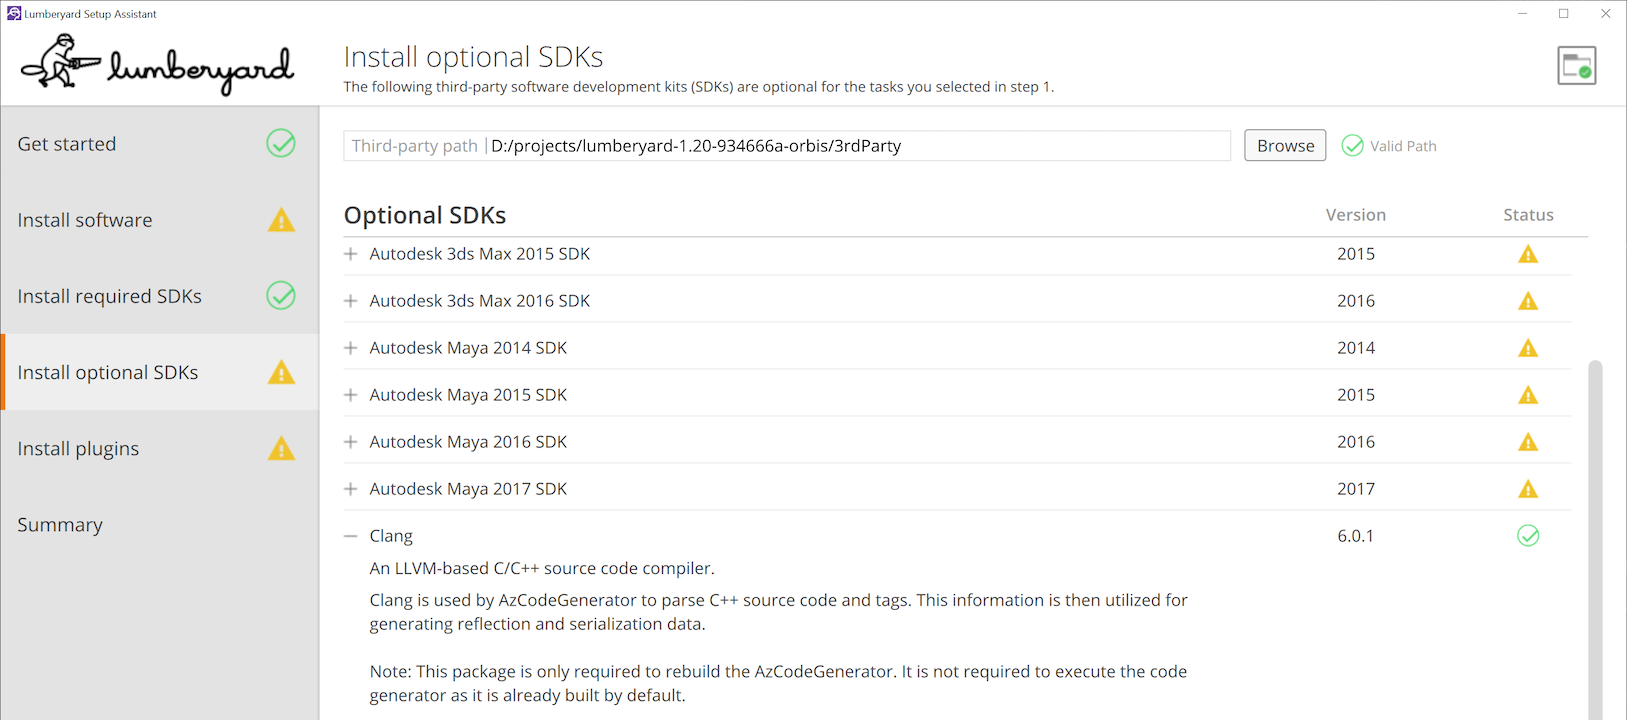 Lumberyard Setup Assistant
lumberyard
Install optional SDKs
The following third-party software development kits (SDKs) are optional for the tasks you selected in step 1.
Get started
Install software
Install required SDKs
Install optional SDKs
Install plugins
Summary
Third-party path D:/projects/lumberyard-1.20-934666a-orbis/3rdParty
Browse
Valid Path
Optional SDKs Version Status
Autodesk 3ds Max 2015 SDK 2015
Autodesk 3ds Max 2016 SDK 2016
Autodesk Maya 2014 SDK 2014
Autodesk Maya 2015 SDK 2015
Autodesk Maya 2016 SDK 2016
Autodesk Maya 2017 SDK 2017
Clang 6.0.1
An LLVM-based C/C++ source code compiler.
Clang is used by AzCodeGenerator to parse C++ source code and tags. This information is then utilized for
generating reflection and serialization data.
Note: This package is only required to rebuild the AzCodeGenerator. It is not required to execute the code
generator as it is already built by default.